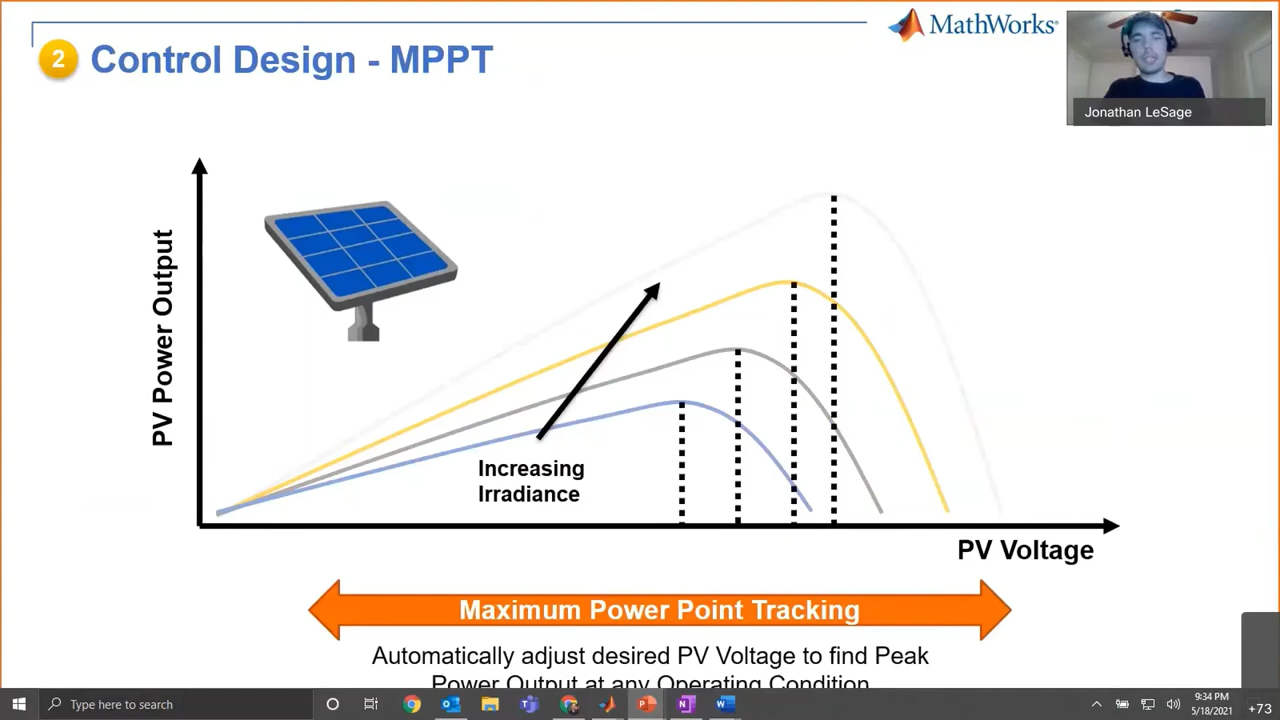 2
Control Design - MPPT
MathWorks®
Jonathan LeSage
PV Power Output
Increasing
Irradiance
PV Voltage
Maximum Power Point Tracking
Automatically adjust desired PV Voltage to find Peak
Power Output at any Operating Condition
Type here to search
9:34 PM
5/18/2021
+73